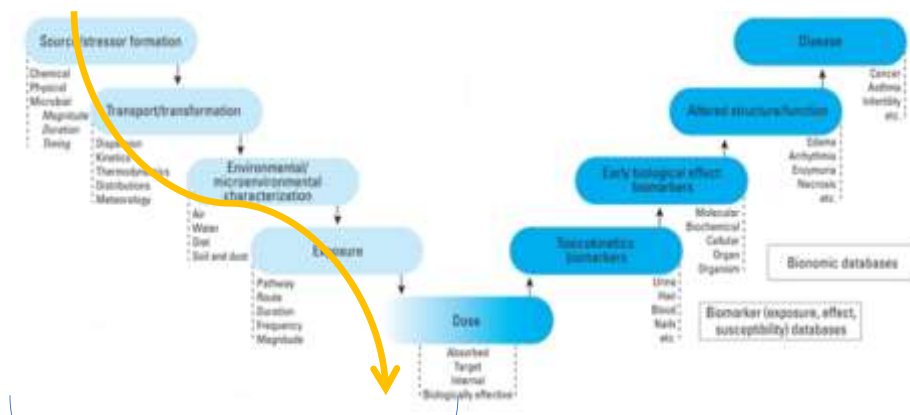 Source/stressor formation
Chemical
Physical
Microbial
Magnitude
Duration
Timing
Transport/transformation
Dispersion
Kinetics
Thermodynamics
Distributions
Meteorology
Environmental/
microenvironmental
characterization
Air
Water
Diet
Soil and dust
Exposure
Pathway
Route
Duration
Frequency
Magnitude
Dose
Absorbed
Target
Internal
Biologically effective
Toxicokinetics
biomarkers
Urine
Hair
Blood
Nails
etc.
Early biological effect
biomarkers
Molecular
Biochemical
Cellular
Organ
Organism
Altered structure/function
Edema
Arrhythmia
Enzymuria
Necrosis
etc.
Disease
Cancer
Asthma
Infertility
etc.
Bionomic databases
Biomarker (exposure, effect,
susceptibility) databases